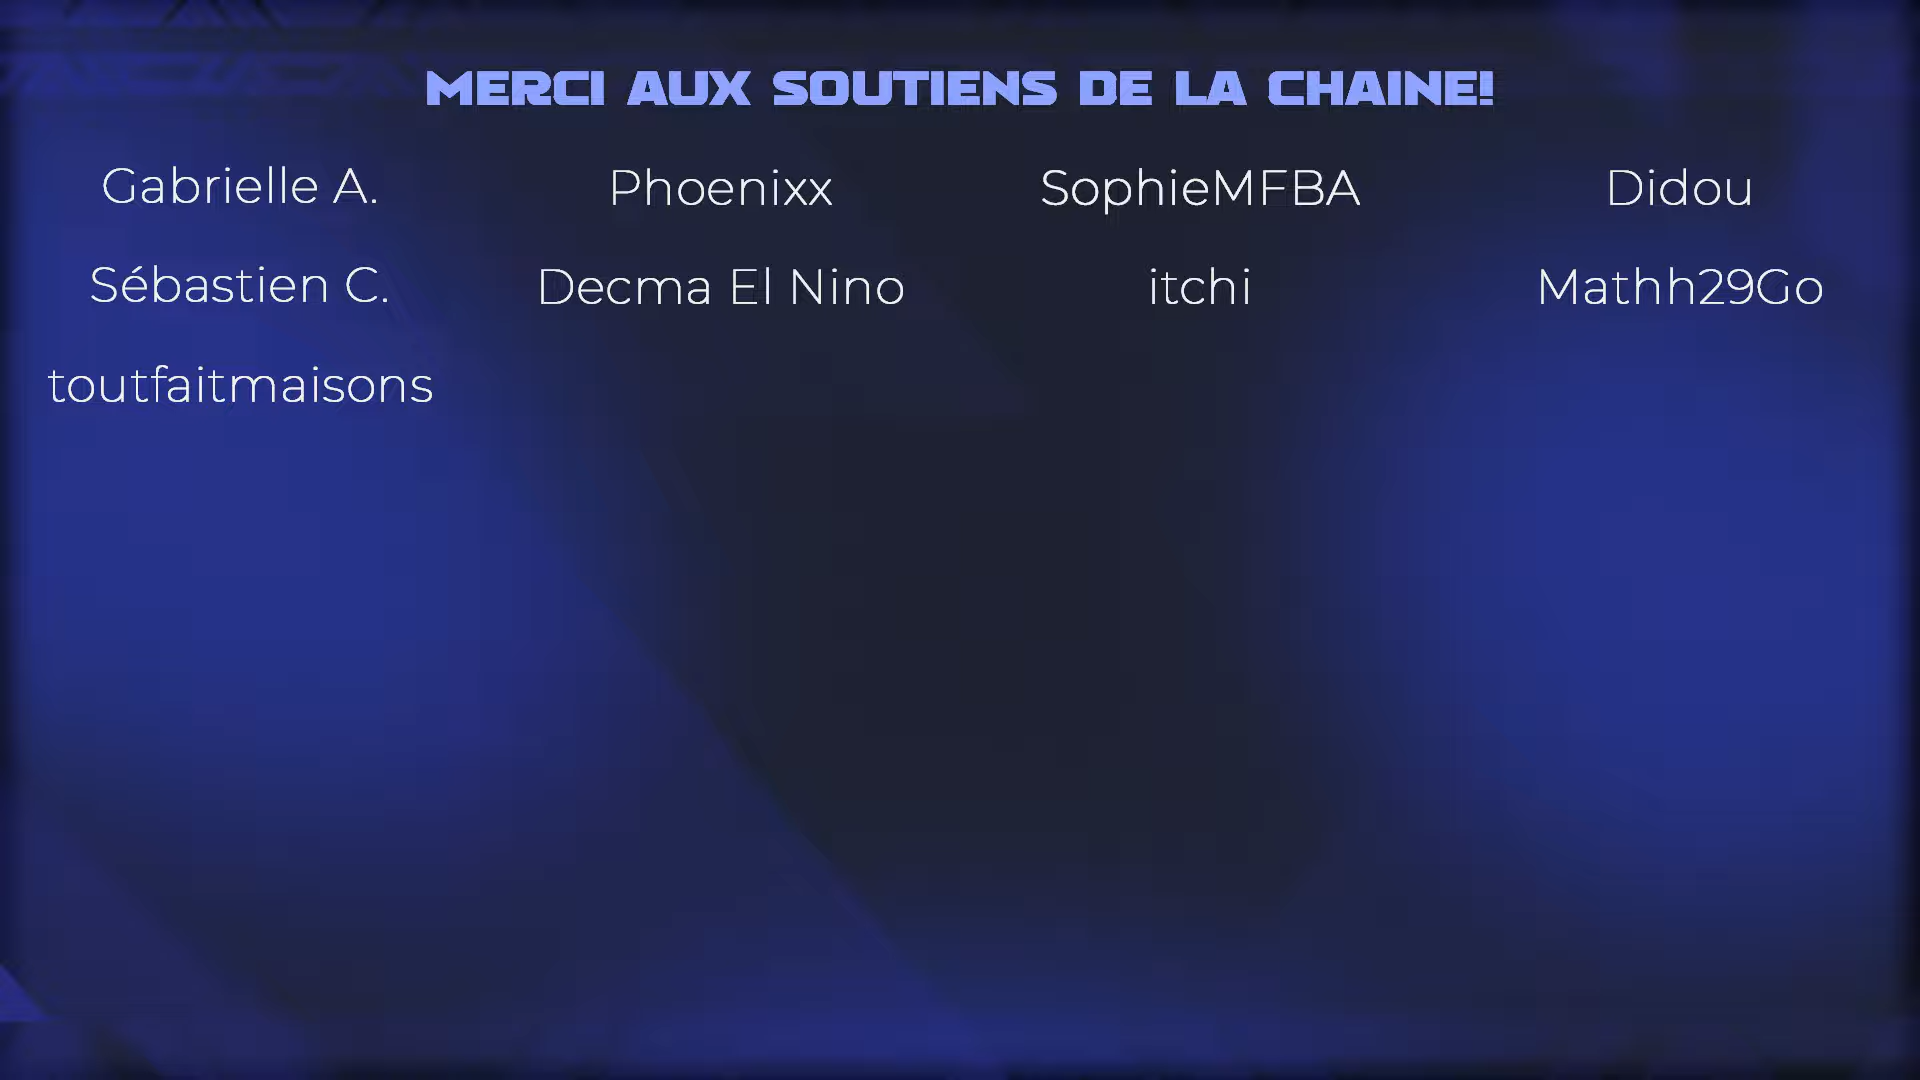 MERCI AUX SOUTIENS DE LA CHAINE!
Gabrielle A. Phoenixx SophieMFBA Didou
Sébastien C. Decma El Nino itchi Mathh29Go
toutfaitmaisons